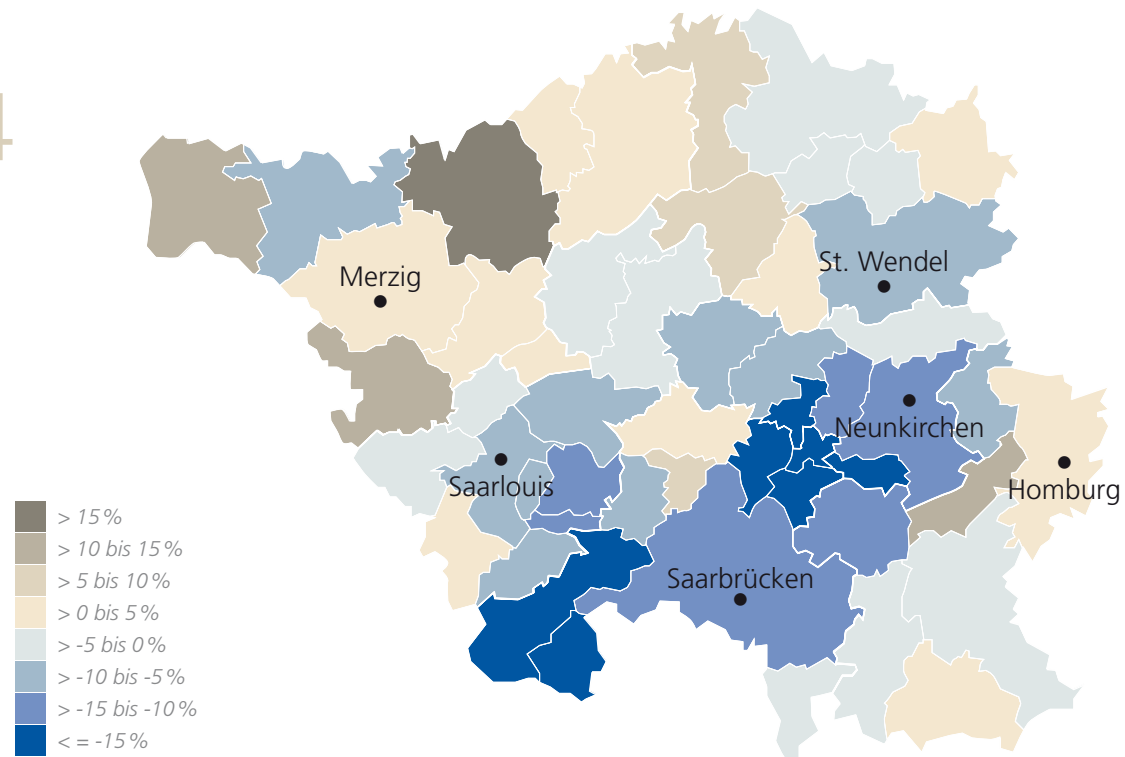 4
St. Wendel
Merzig
Neunkirchen
Saarlouis
Homburg
Saarbrücken
> 15 %
> 10 bis 15 %
> 5 bis 10 %
> 0 bis 5 %
> -5 bis 0 %
> -10 bis -5 %
> -15 bis -10 %
< = -15 %